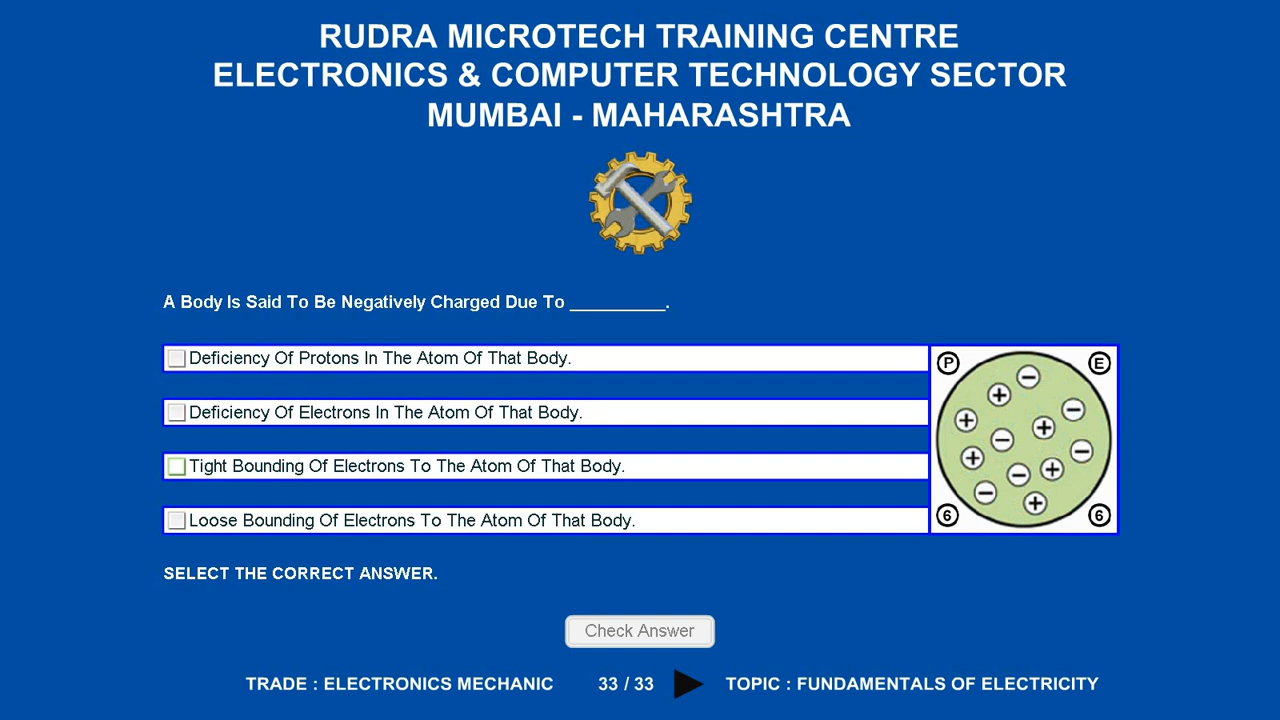 RUDRA MICROTECH TRAINING CENTRE
ELECTRONICS & COMPUTER TECHNOLOGY SECTOR
MUMBAI - MAHARASHTRA
A Body Is Said To Be Negatively Charged Due To __________.
Deficiency Of Protons In The Atom Of That Body.
Deficiency Of Electrons In The Atom Of That Body.
Tight Bounding Of Electrons To The Atom Of That Body.
Loose Bounding Of Electrons To The Atom Of That Body.
P E
6 6
SELECT THE CORRECT ANSWER.
Check Answer
TRADE : ELECTRONICS MECHANIC 33 / 33 TOPIC : FUNDAMENTALS OF ELECTRICITY